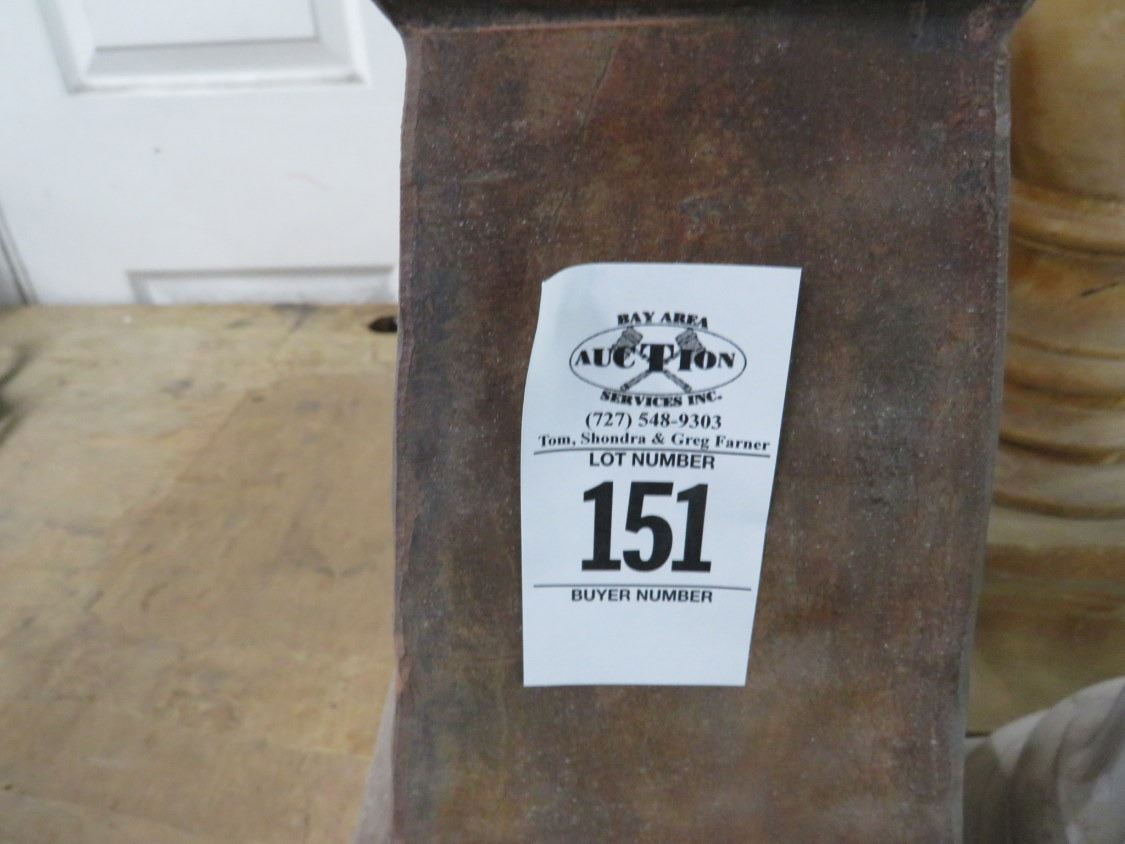 BAY AREA
AUCTION
SERVICES INC.
(727) 548-9303
Tom, Shondra & Greg Farner
LOT NUMBER
151
BUYER NUMBER